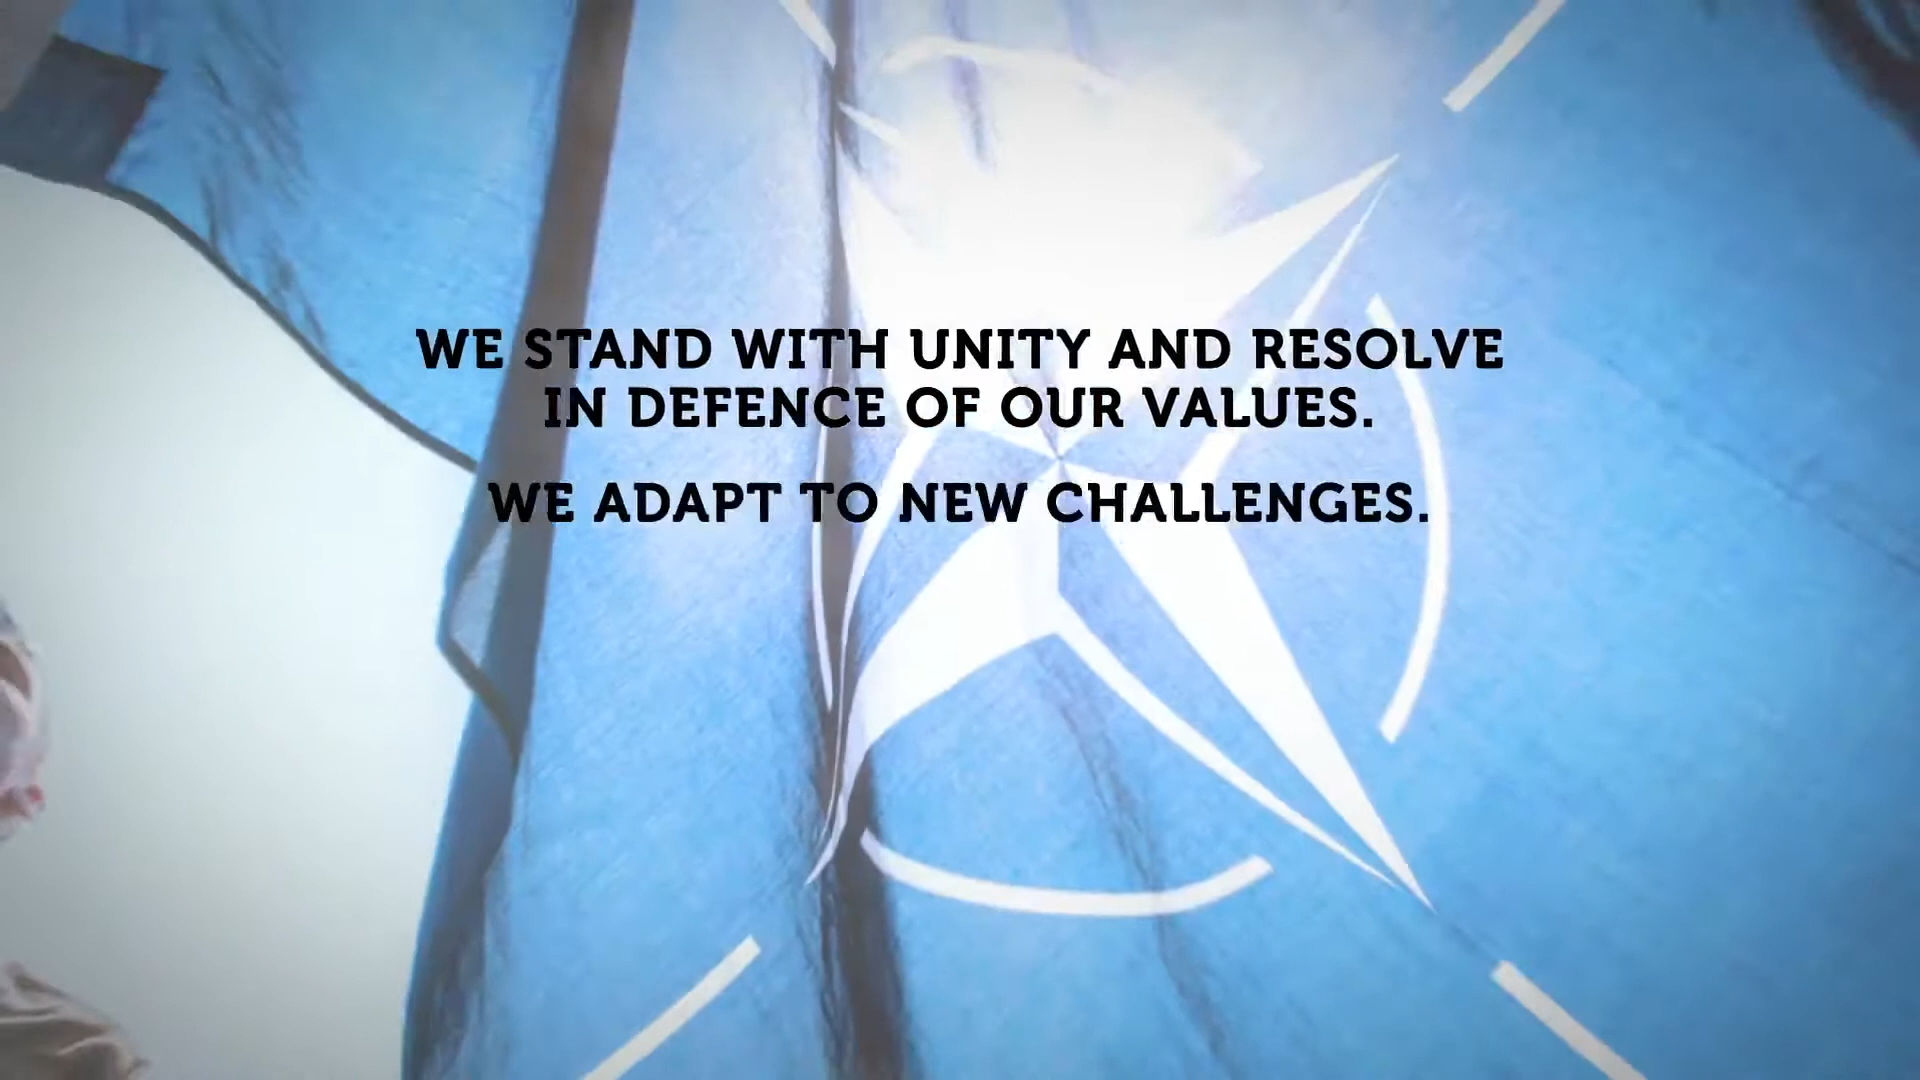 WE STAND WITH UNITY AND RESOLVE
IN DEFENCE OF OUR VALUES.
WE ADAPT TO NEW CHALLENGES.